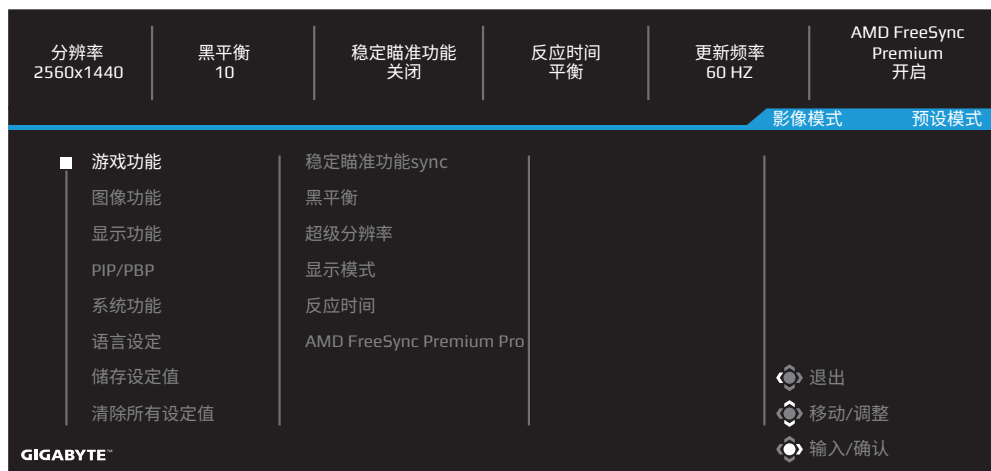 分辨率
2560x1440
黑平衡
10
稳定瞄准功能
关闭
反应时间
平衡
更新频率
60 HZ
AMD FreeSync
Premium
开启
影像模式 预设模式
游戏功能
图像功能
显示功能
PIP/PBP
系统功能
语言设定
储存设定值
清除所有设定值
稳定瞄准功能sync
黑平衡
超级分辨率
显示模式
反应时间
AMD FreeSync Premium Pro
退出
移动/调整
输入/确认
GIGABYTE™